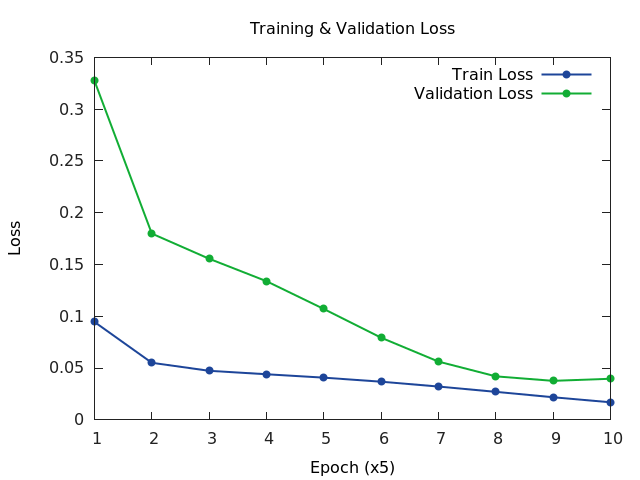 Training & Validation Loss
Train Loss
Validation Loss
0.35
0.3
0.25
0.2
0.15
0.1
0.05
0
Loss
1 2 3 4 5 6 7 8 9 10
Epoch (x5)